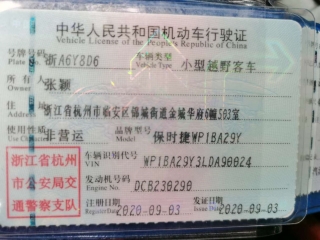 中华人民共和国机动车行驶证
Vehicle License of the People's Republic of China
号牌号码 浙A6Y8D6 车辆类型 小型越野客车
Plate No. Vehicle Type
所有人 张颖
Owner
住址 浙江省杭州市临安区锦城街道金城华府6幢503室
Address
使用性质 非营运 品牌型号 保时捷WP1BA29Y
Model
浙江省杭州
市公安局交
通警察支队
车辆识别代号 WP1BA29Y3LDA90024
VIN
发动机号码 DCB230290
Engine No.
注册日期 2020-09-03 发证日期 2020-09-03
Register Date Issue Date